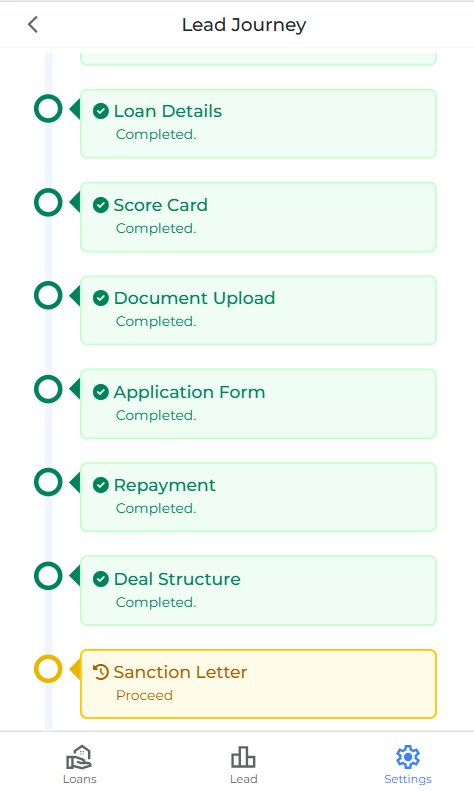 Lead Journey
Loan Details
Completed.
Score Card
Completed.
Document Upload
Completed.
Application Form
Completed.
Repayment
Completed.
Deal Structure
Completed.
Sanction Letter
Proceed
Loans
Lead
Settings